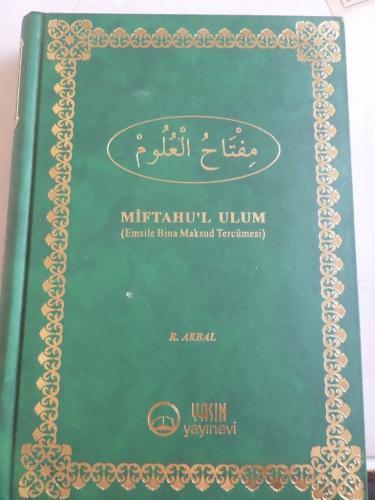 مِفْتَاحُ الْعُلُومْ
MİFTAHU'L ULUM
(Emsile Bina Maksud Tercümesi)
R. AKBAL
YASİN
yayınevi